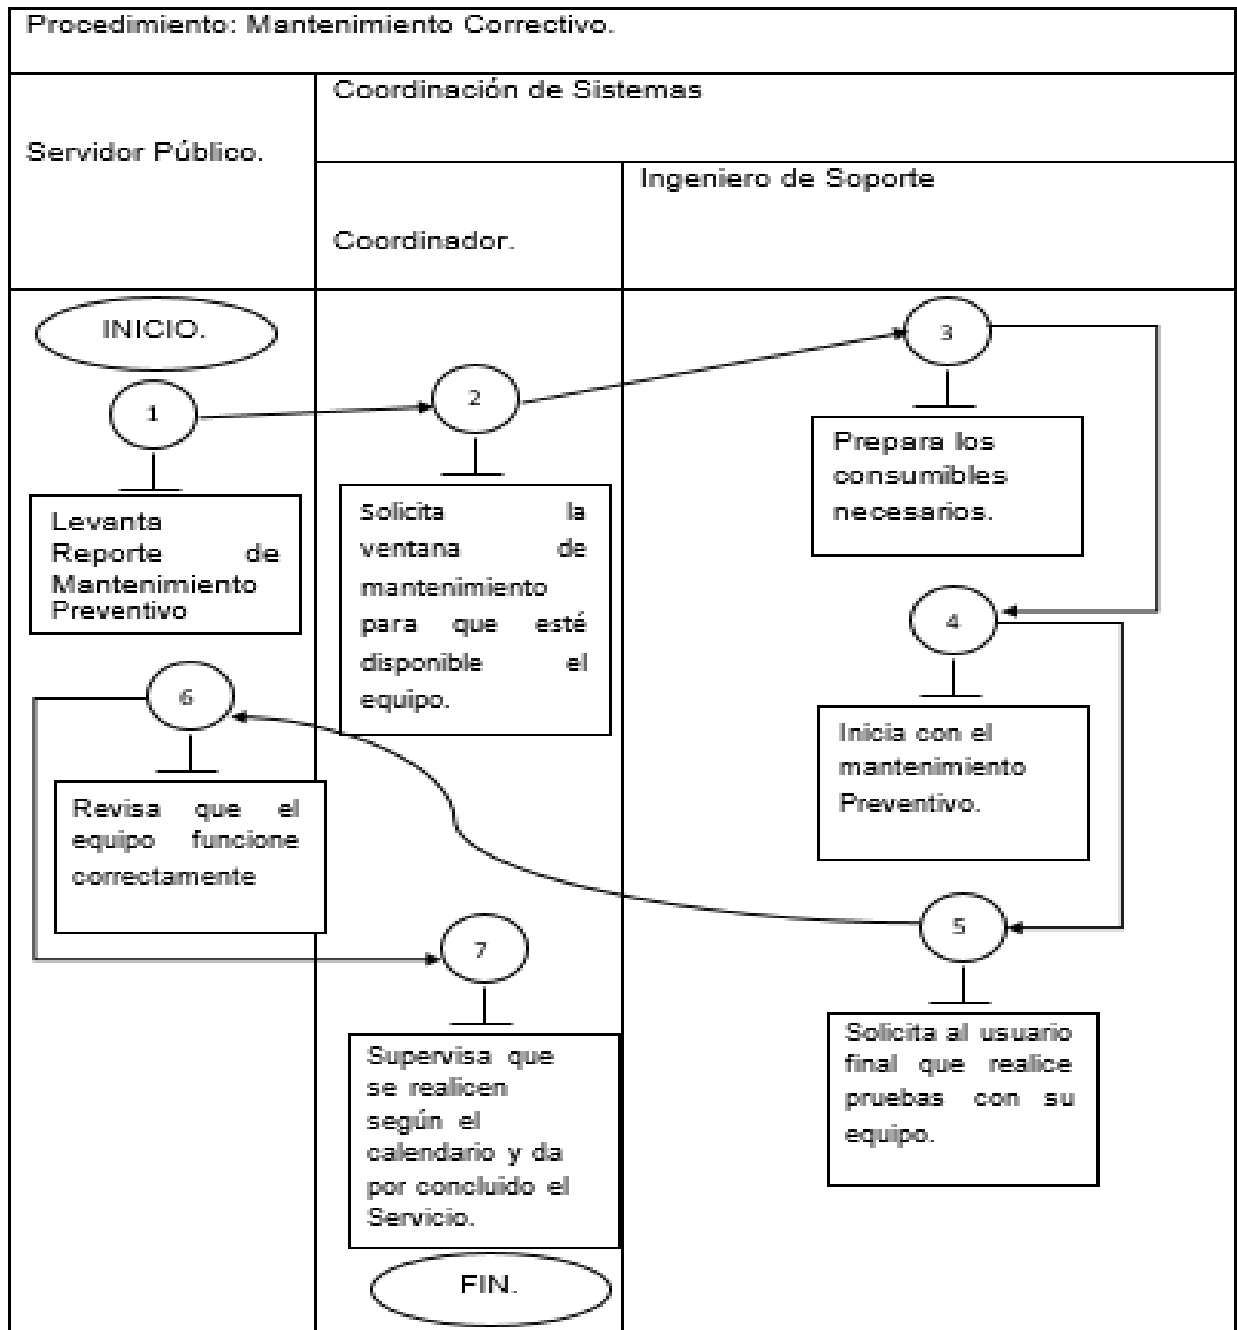 Procedimiento: Mantenimiento Correctivo.
Servidor Público.
Coordinación de Sistemas
Coordinador.
Ingeniero de Soporte
INICIO.
1
Levanta
Reporte de
Mantenimiento
Preventivo
2
Solicita la
ventana de
mantenimiento
para que esté
disponible el
equipo.
3
Prepara los
consumibles
necesarios.
4
Inicia con el
mantenimiento
Preventivo.
5
Solicita al usuario
final que realice
pruebas con su
equipo.
6
Revisa que el
equipo funcione
correctamente
7
Supervisa que
se realicen
según el
calendario y da
por concluido el
Servicio.
FIN.